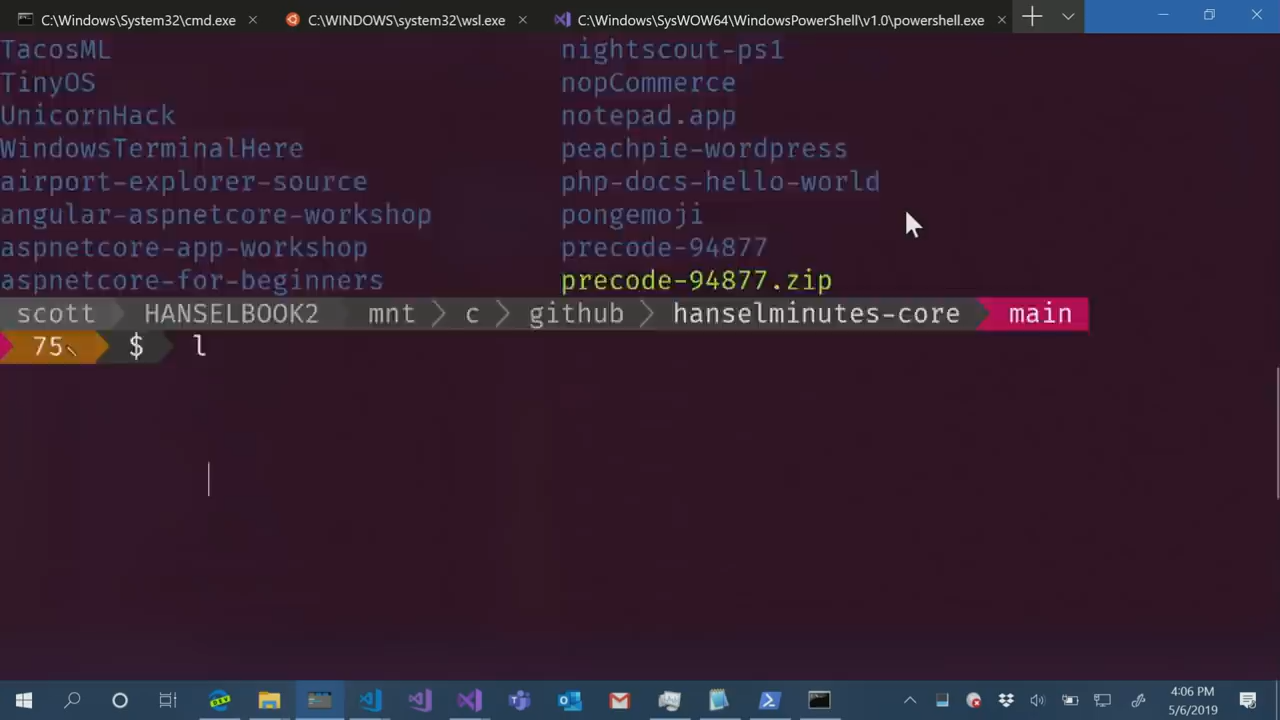 C:\Windows\System32\cmd.exe C:\WINDOWS\system32\wsl.exe C:\Windows\SysWOW64\WindowsPowerShell\v1.0\powershell.exe
TacosML nightscout-ps1
TinyOS nopCommerce
UnicornHack notepad.app
WindowsTerminalHere peachpie-wordpress
airport-explorer-source php-docs-hello-world
angular-aspnetcore-workshop pongemoji
aspnetcore-app-workshop precode-94877
aspnetcore-for-beginners precode-94877.zip
scott HANSELBOOK2 mnt c github hanselminutes-core main
75 $ l
4:06 PM
5/6/2019